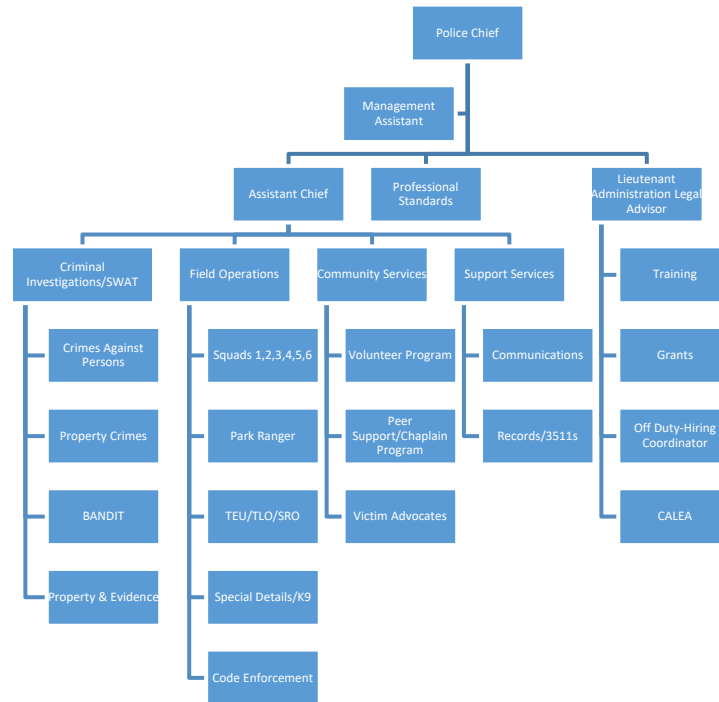 Police Chief
Management
Assistant
Assistant Chief
Professional
Standards
Lieutenant
Administration Legal
Advisor
Criminal
Investigations/SWAT
Field Operations
Community Services
Support Services
Training
Crimes Against
Persons
Squads 1,2,3,4,5,6
Volunteer Program
Communications
Grants
Property Crimes
Park Ranger
Peer
Support/Chaplain
Program
Records/3511s
Off Duty-Hiring
Coordinator
BANDIT
TEU/TLO/SRO
Victim Advocates
CALEA
Property & Evidence
Special Details/K9
Code Enforcement